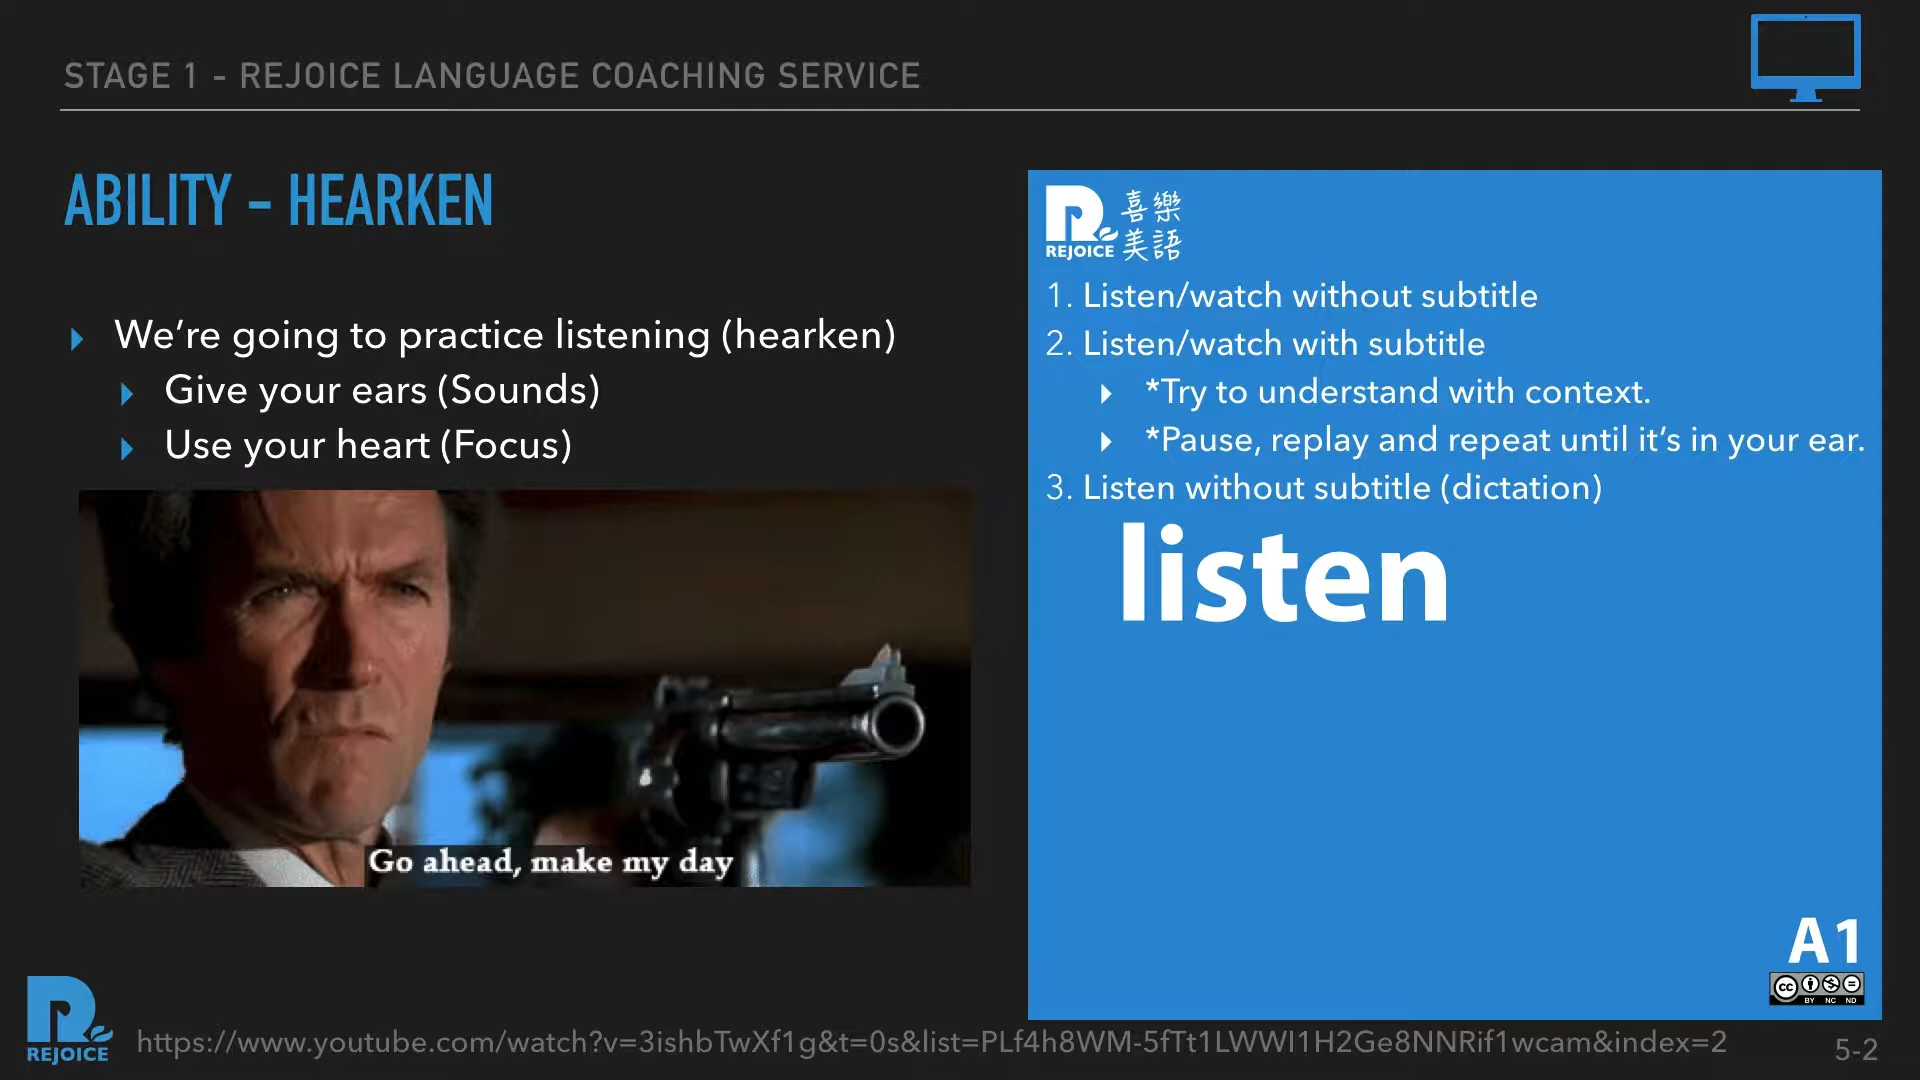 STAGE 1 - REJOICE LANGUAGE COACHING SERVICE
ABILITY – HEARKEN
We’re going to practice listening (hearken)
Give your ears (Sounds)
Use your heart (Focus)
Go ahead, make my day
REJOICE
喜樂
美語
1. Listen/watch without subtitle
2. Listen/watch with subtitle
*Try to understand with context.
*Pause, replay and repeat until it’s in your ear.
3. Listen without subtitle (dictation)
listen
A1
cc
BY NC ND
REJOICE
https://www.youtube.com/watch?v=3ishbTwXf1g&t=0s&list=PLf4h8WM-5fTt1LWWI1H2Ge8NNRif1wcam&index=2
5-2